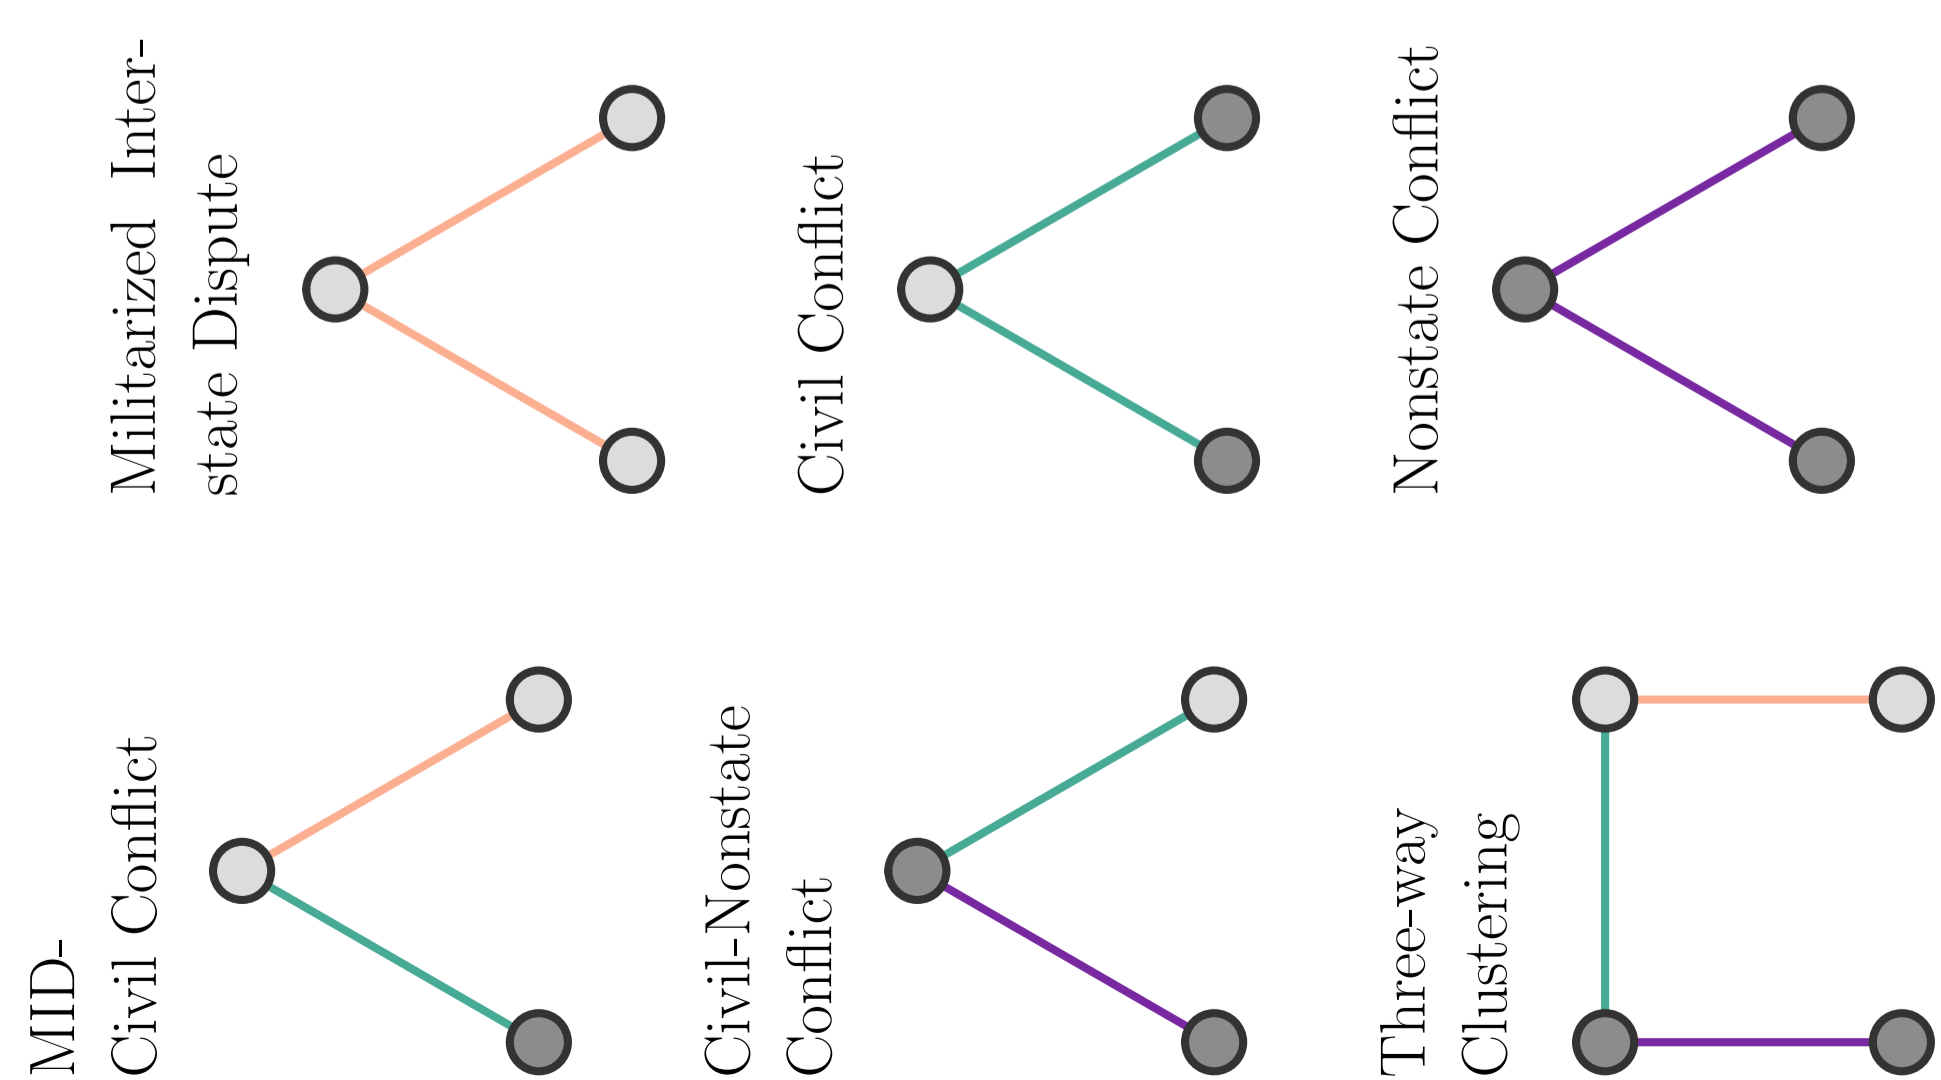 MID-
Civil Conflict
Militarized Inter-
state Dispute
Civil-Nonstate
Conflict
Civil Conflict
Three-way
Clustering
Nonstate Conflict